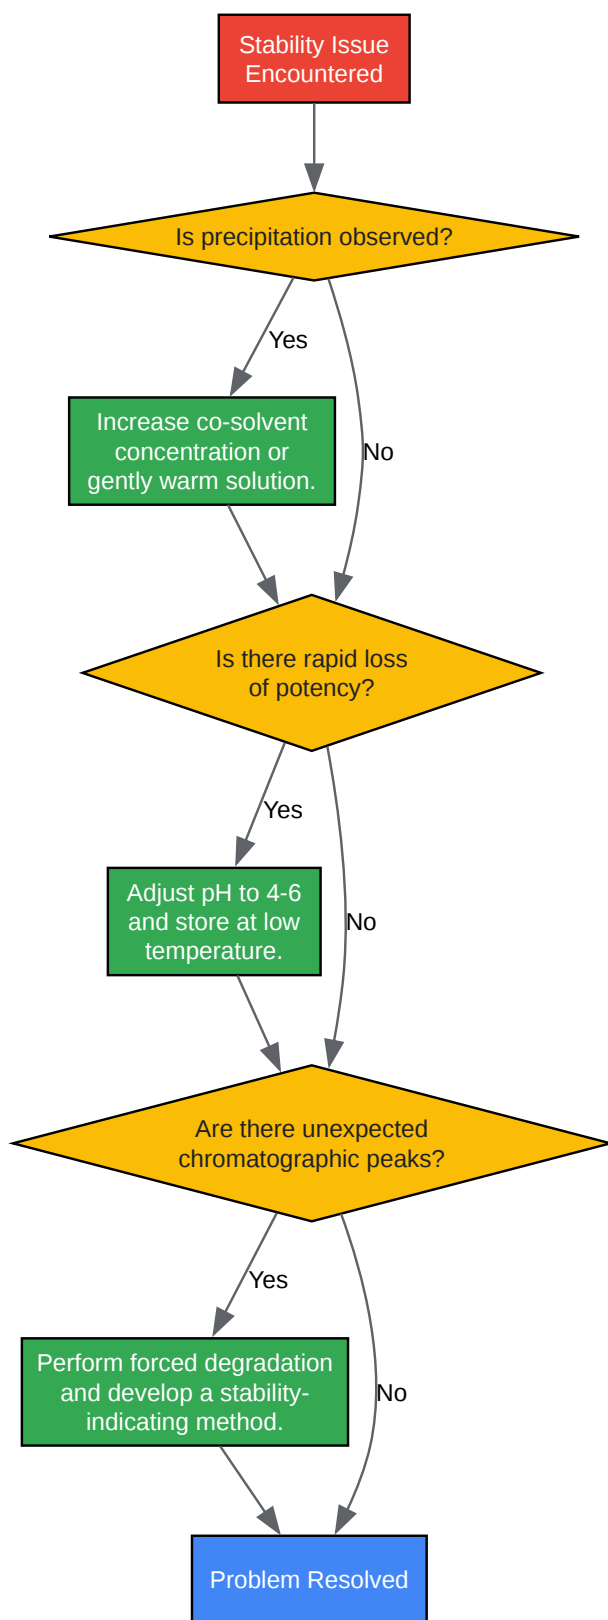 Stability Issue
Encountered
Is precipitation observed?
Yes
Increase co-solvent
concentration or
gently warm solution.
No
Is there rapid loss
of potency?
Yes
Adjust pH to 4-6
and store at low
temperature.
No
Are there unexpected
chromatographic peaks?
Yes
Perform forced degradation
and develop a stability-
indicating method.
No
Problem Resolved